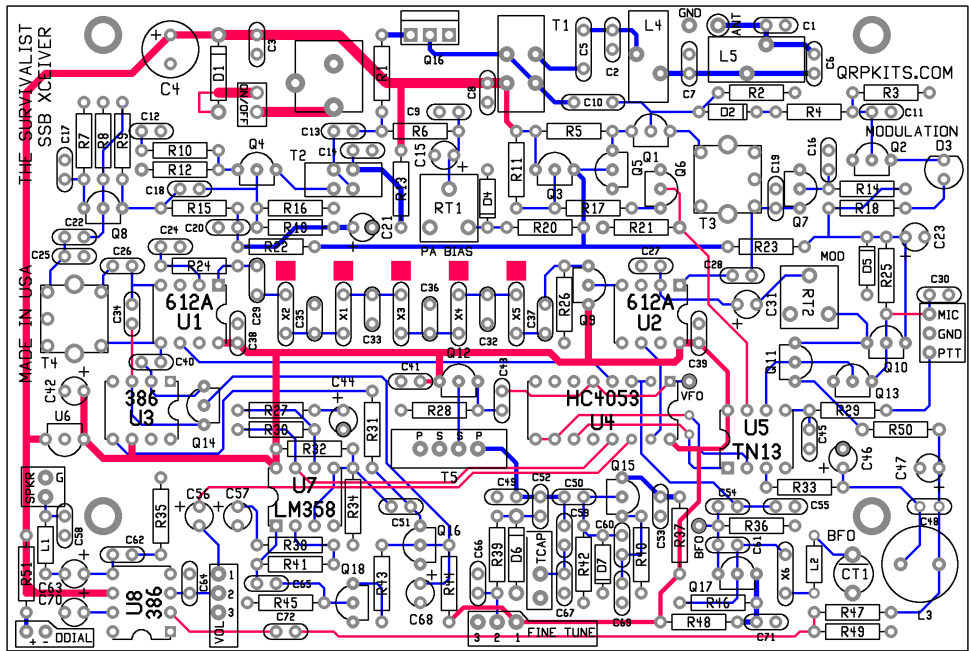 THE SURVIVALIST
SSB XCEIVER
MADE IN USA
C4
D1
ON/OFF
C3
R1
Q16
T1
C5
C2
L4
GND
ANT
C1
L5
C6
C7
QRPKITS.COM
C8
C10
R2
R3
D2
R4
C11
MODULATION
C17
R7
R8
R9
C12
R10
R12
Q4
C13
C14
T2
C9
R6
C15
R13
R11
R5
Q1
Q5
Q6
Q3
T3
C19
C16
Q2
D3
R14
R18
Q7
C18
R15
R16
R19
C20
C21
RT1
D4
R17
R20
R21
PA BIAS
C22
Q8
C25
C26
C24
R22
R24
C27
C28
R23
MOD
D5
R25
C23
T4
C34
612A
U1
C29
C38
X2
C35
X1
C33
X3
C36
X4
C32
X5
C37
R26
Q9
612A
U2
C39
C31
RT2
C30
MIC
GND
PTT
C40
C42
U6
386
U3
Q14
C41
Q12
C43
C44
R27
R30
R32
R31
R28
P S S P
T5
HC4053
U4
VFO
U5
TN13
Q11
Q10
Q13
R29
R50
C45
C46
C47
R33
SPKR
G
L1
C58
R35
C56
C57
U7
LM358
R34
C51
C49
C52
C50
C59
Q15
C60
C53
C54
C55
R36
C48
R51
C63
C62
C70
U8
386
C64
VOL
1
2
3
R38
R41
C65
R45
Q18
R43
C72
Q16
R44
C68
C66
R39
D6
TCAP
C67
R42
D7
R40
C69
R37
BFO
C61
Q17
R46
R48
C71
X6
L2
BFO
CT1
L3
R47
R49
+ - DDIAL
3 2 1
FINE TUNE